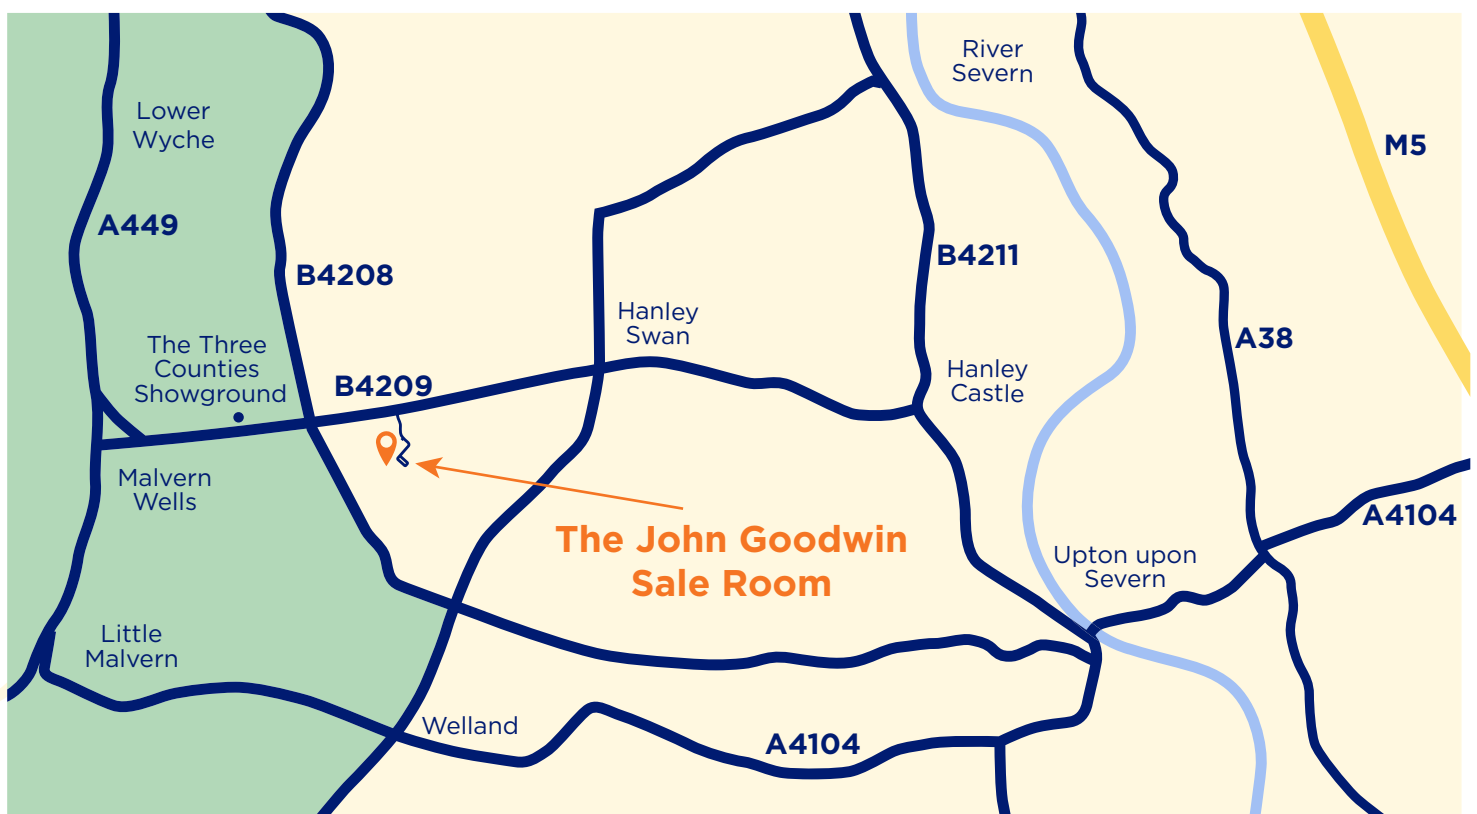 River
Severn
Lower
Wyche
M5
A449
B4208
B4211
Hanley
Swan
A38
The Three
Counties
Showground
B4209
Hanley
Castle
Malvern
Wells
A4104
The John Goodwin
Sale Room
Upton upon
Severn
Little
Malvern
Welland
A4104